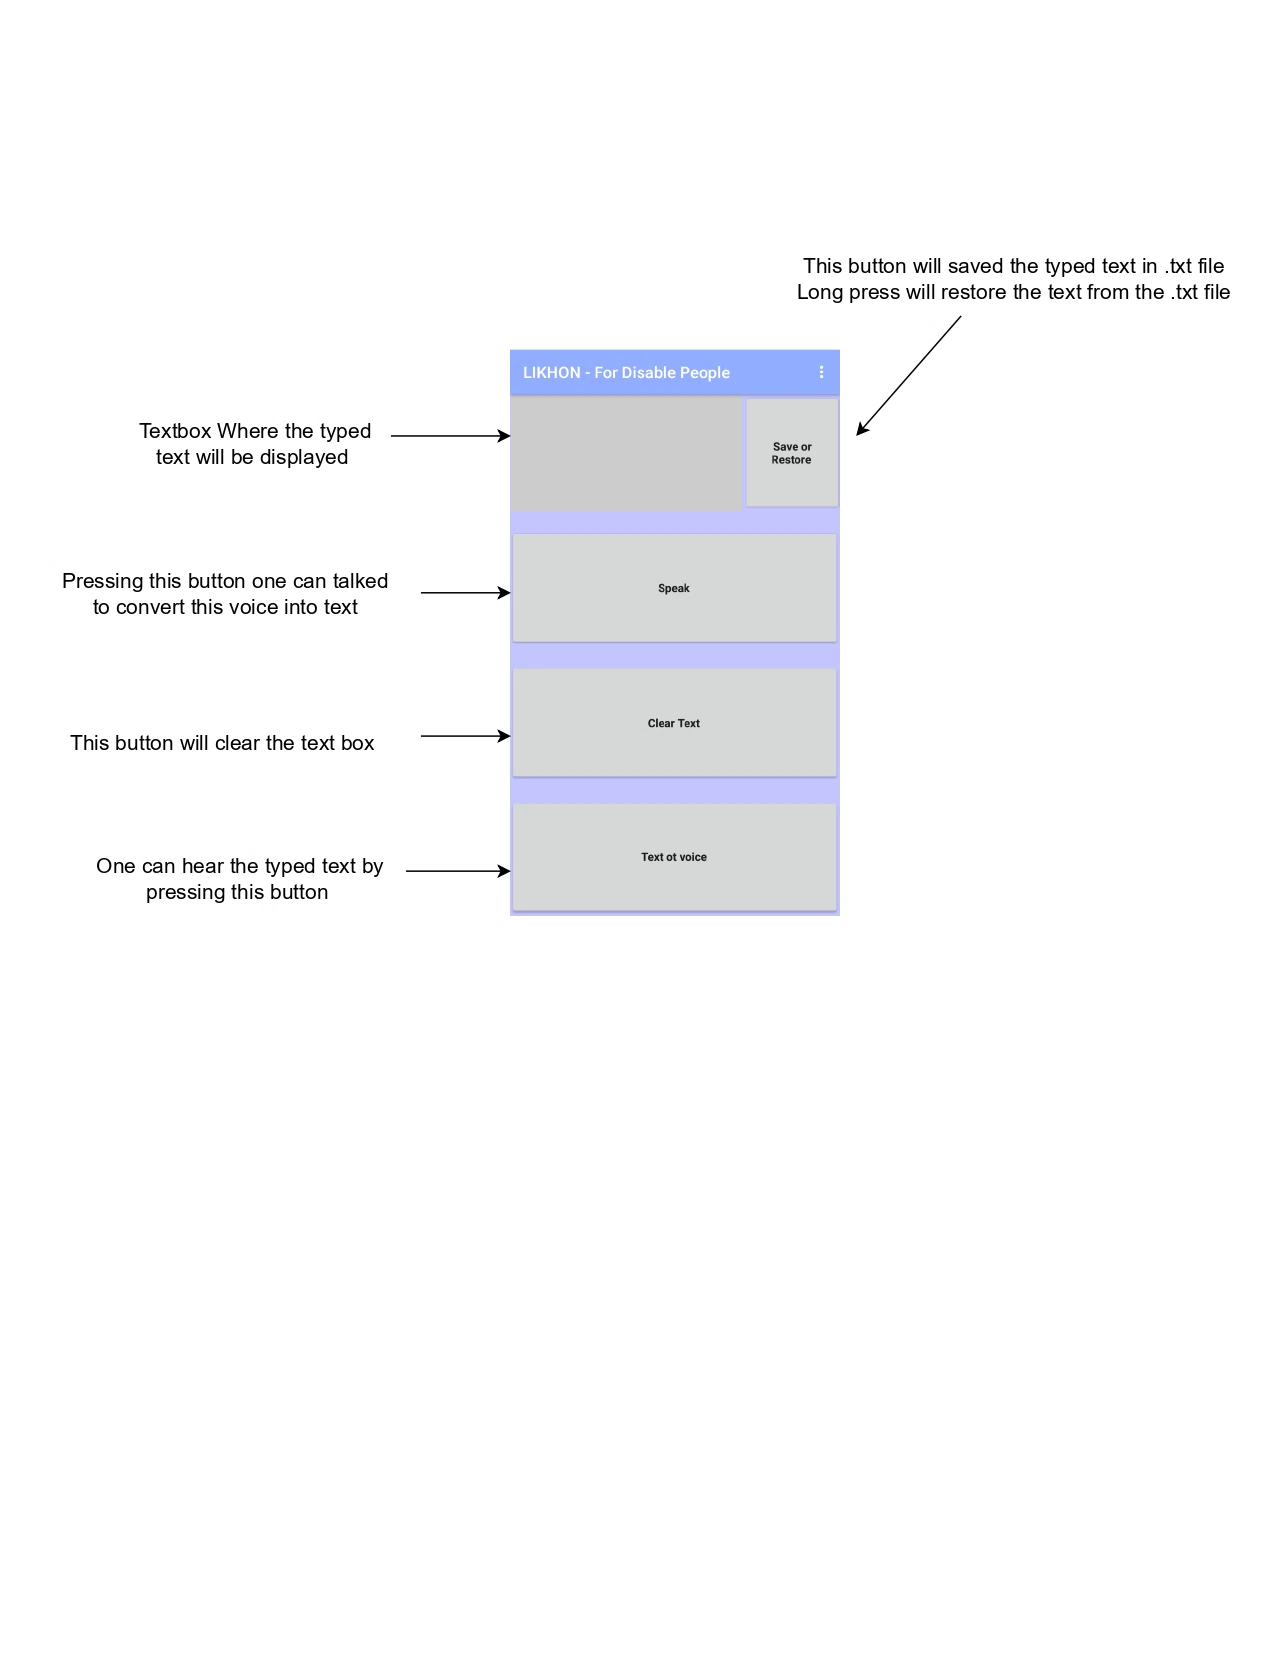 This button will saved the typed text in .txt file
Long press will restore the text from the .txt file
LIKHON - For Disable People
Textbox Where the typed
text will be displayed
Save or
Restore
Pressing this button one can talked
to convert this voice into text
Speak
This button will clear the text box
Clear Text
One can hear the typed text by
pressing this button
Text ot voice